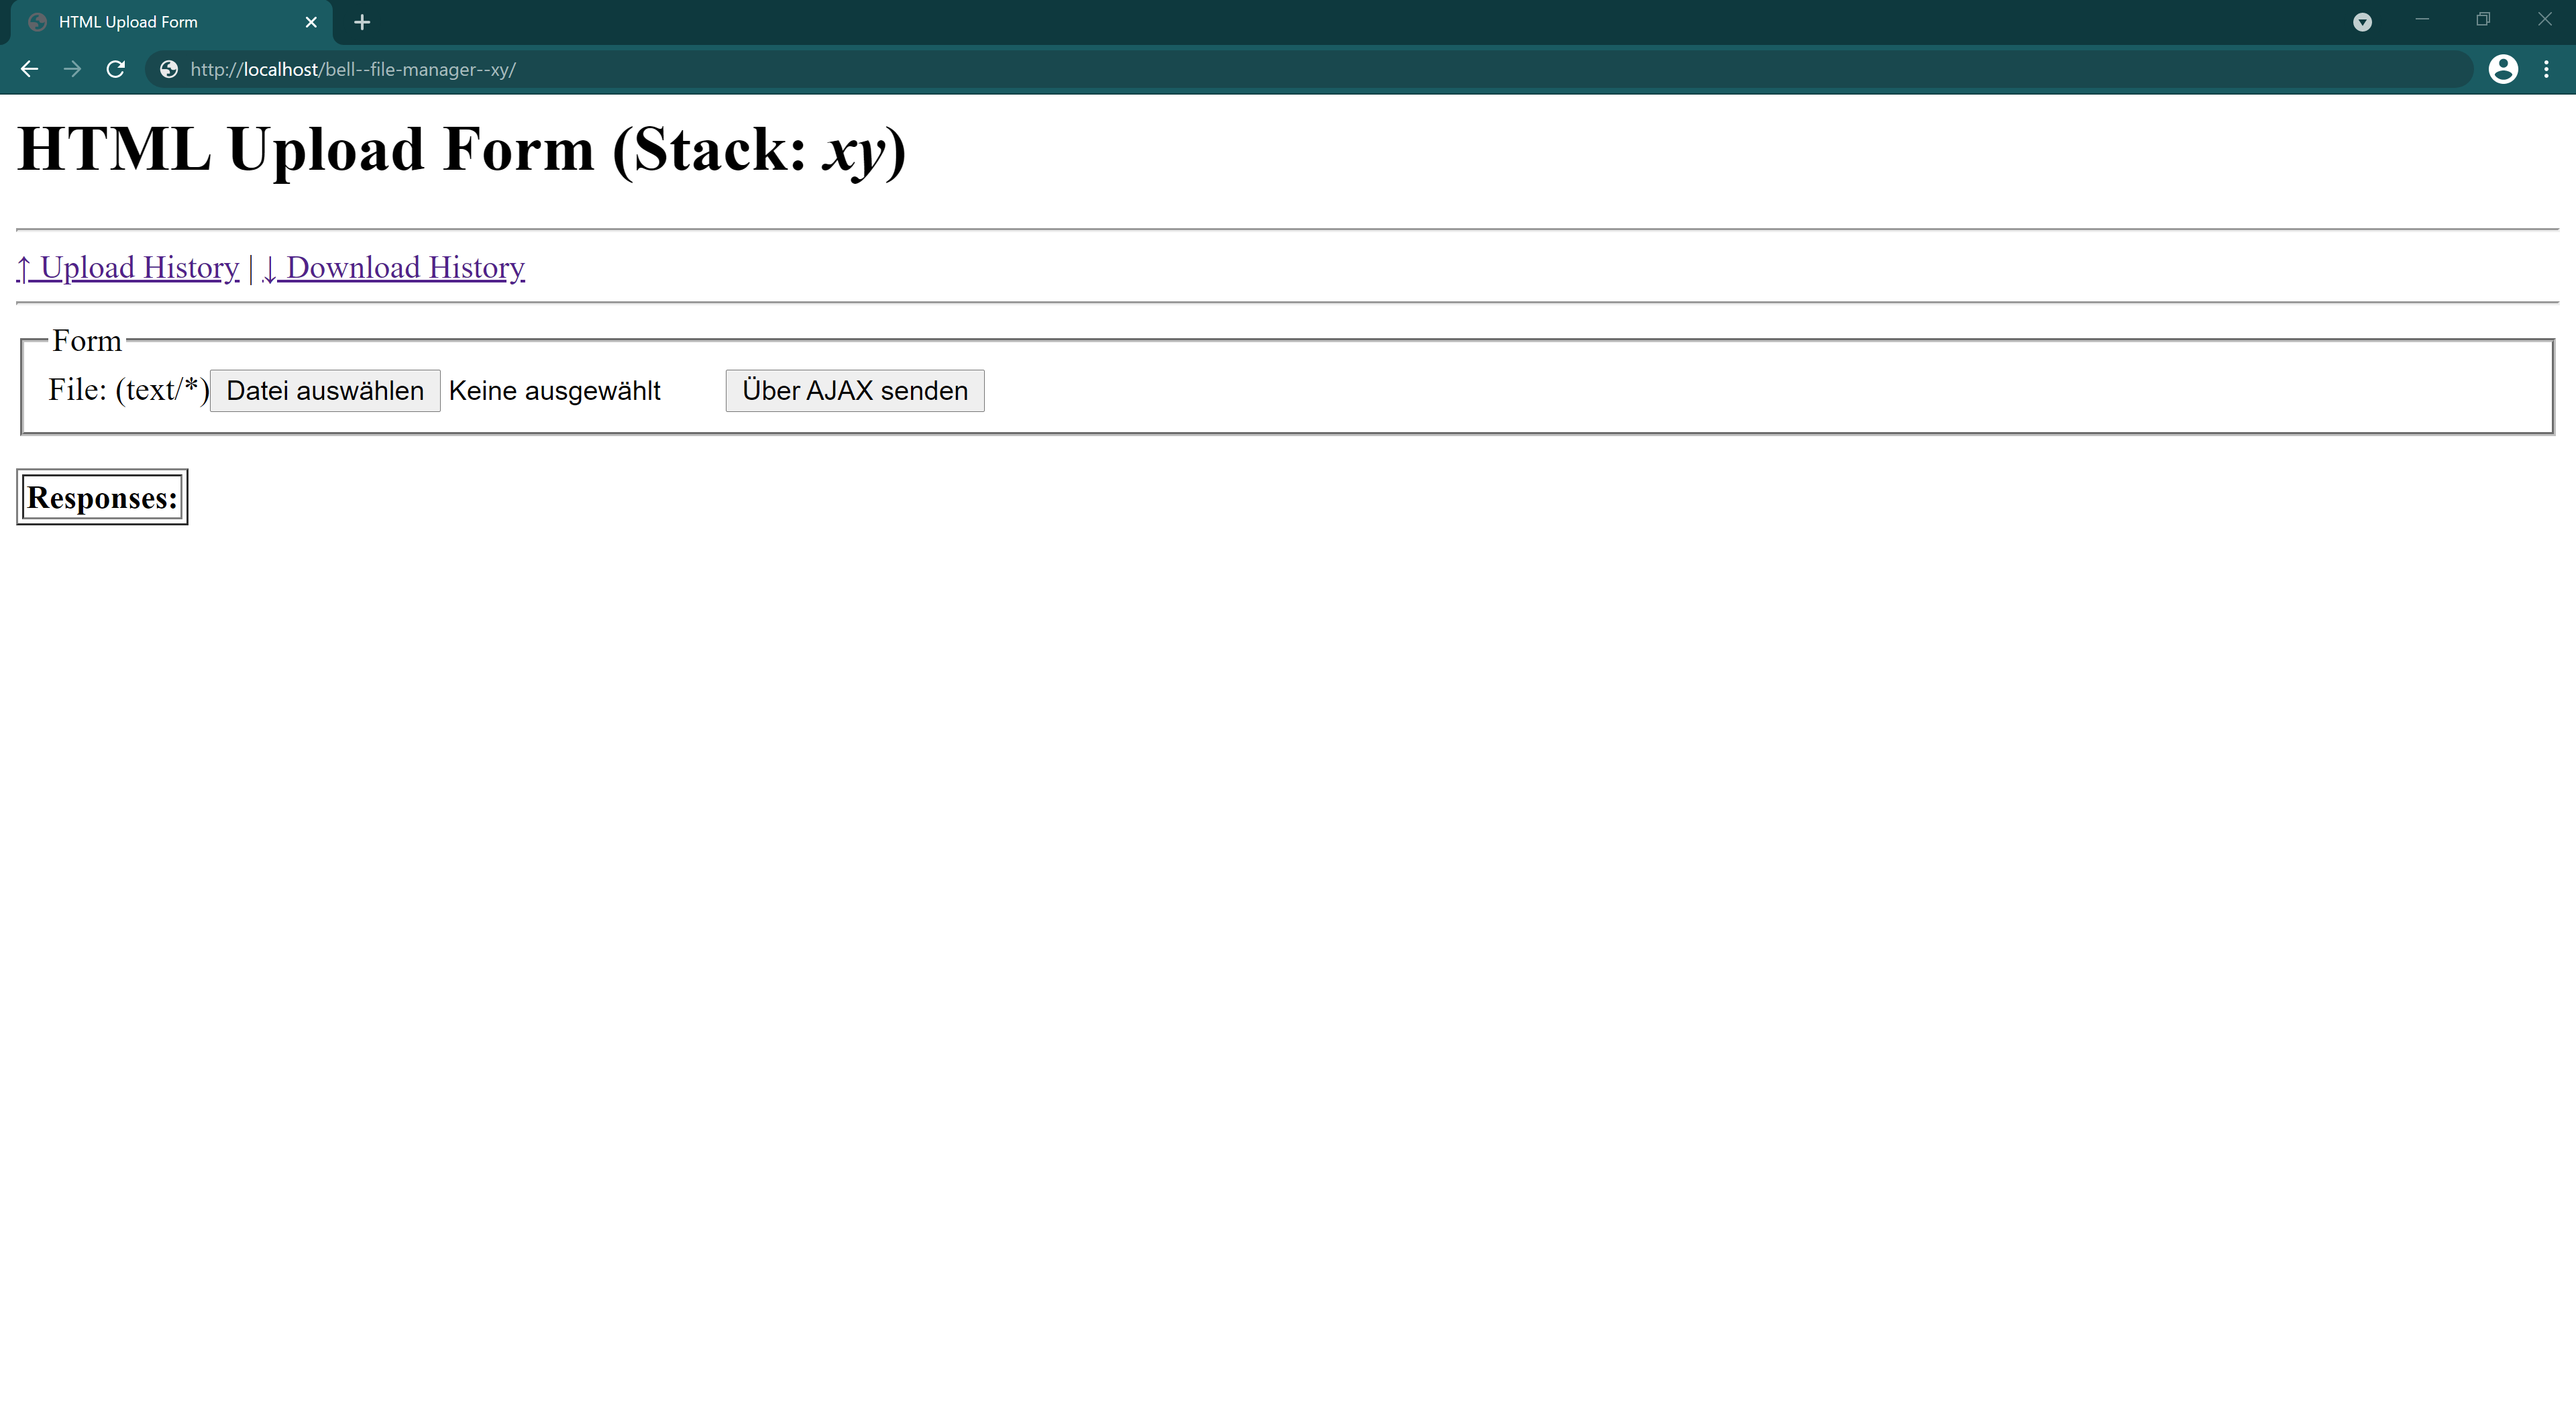 HTML Upload Form
http://localhost/bell--file-manager--xy/
HTML Upload Form (Stack: xy)
↑ Upload History | ↓ Download History
Form
File: (text/*) Datei auswählen Keine ausgewählt Über AJAX senden
Responses: